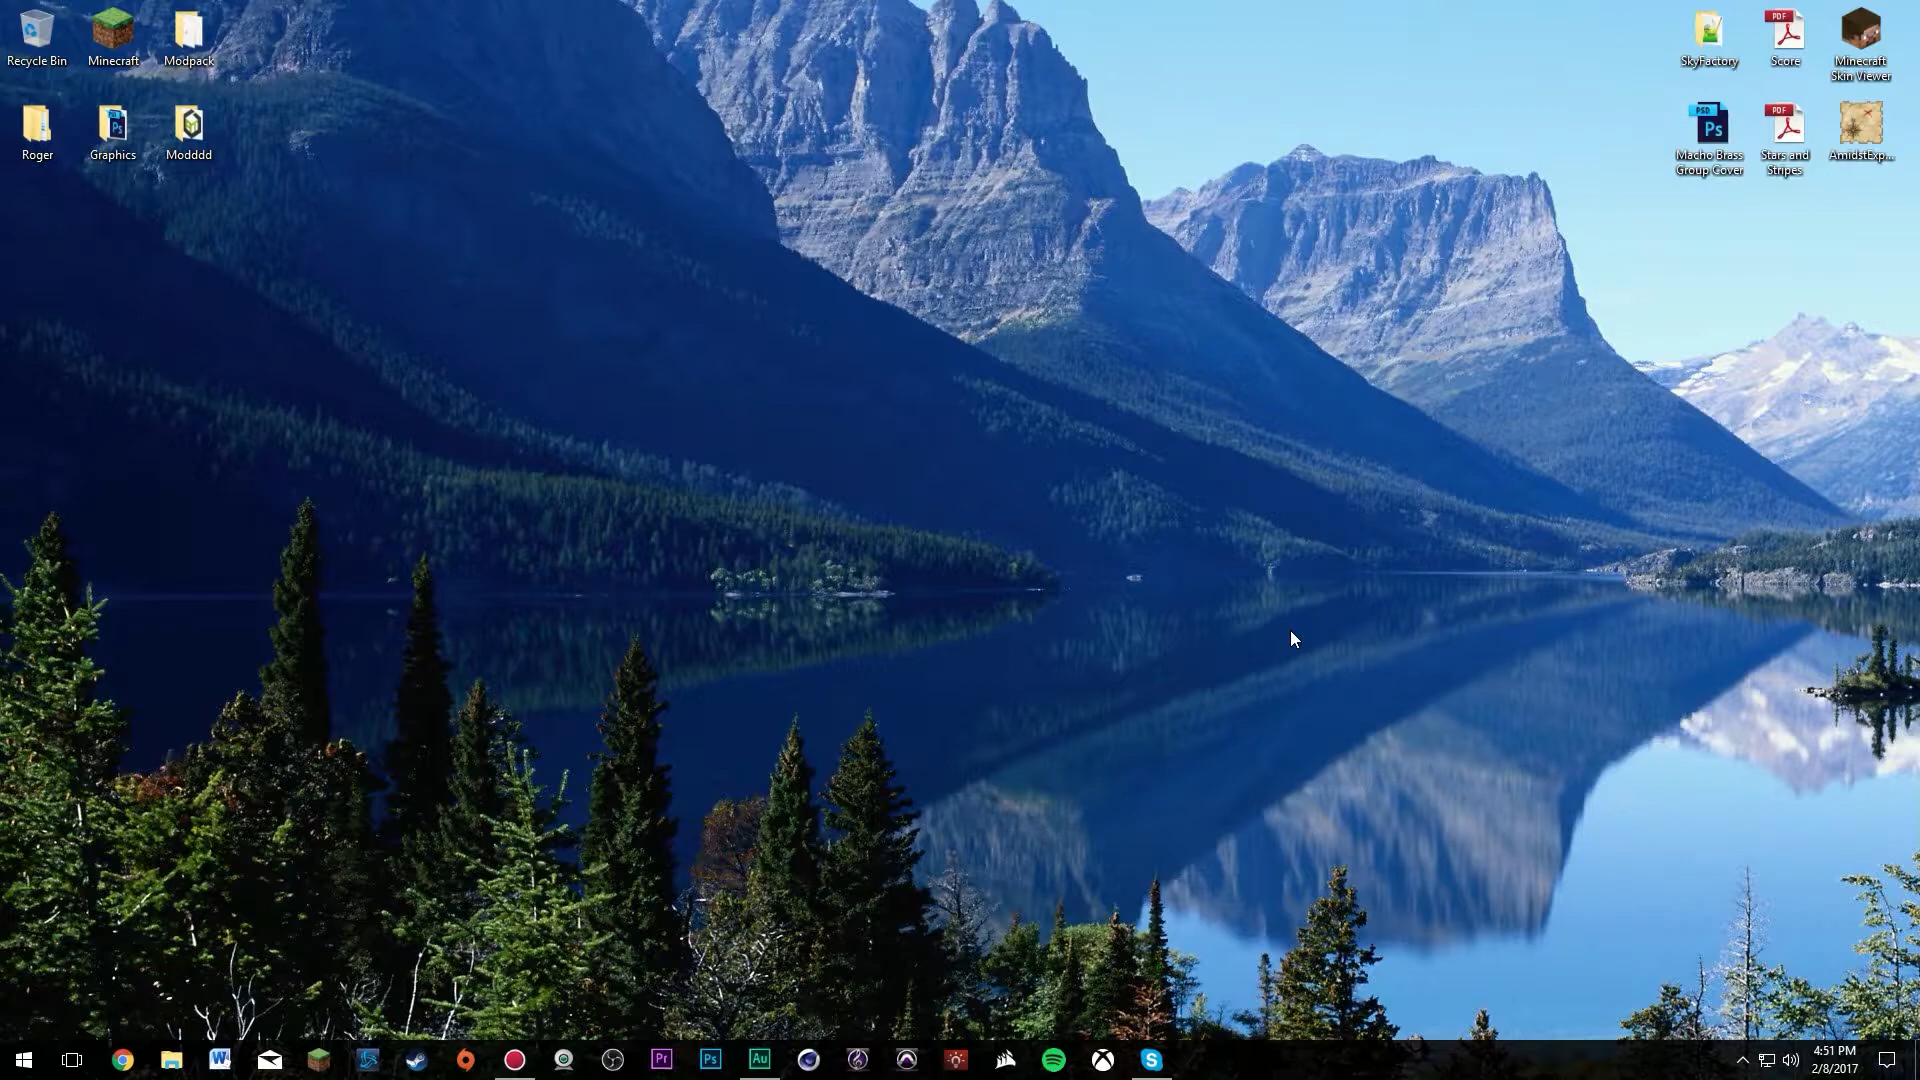 Recycle Bin
Minecraft
Modpack
SkyFactory
PDF
Score
Minecraft
Skin Viewer
Roger
Ps
Graphics
Modddd
PSD
Ps
Macho Brass
Group Cover
PDF
Stars and
Stripes
AmidstExp...
W
Pr
Ps
Au
S
4:51 PM
2/8/2017